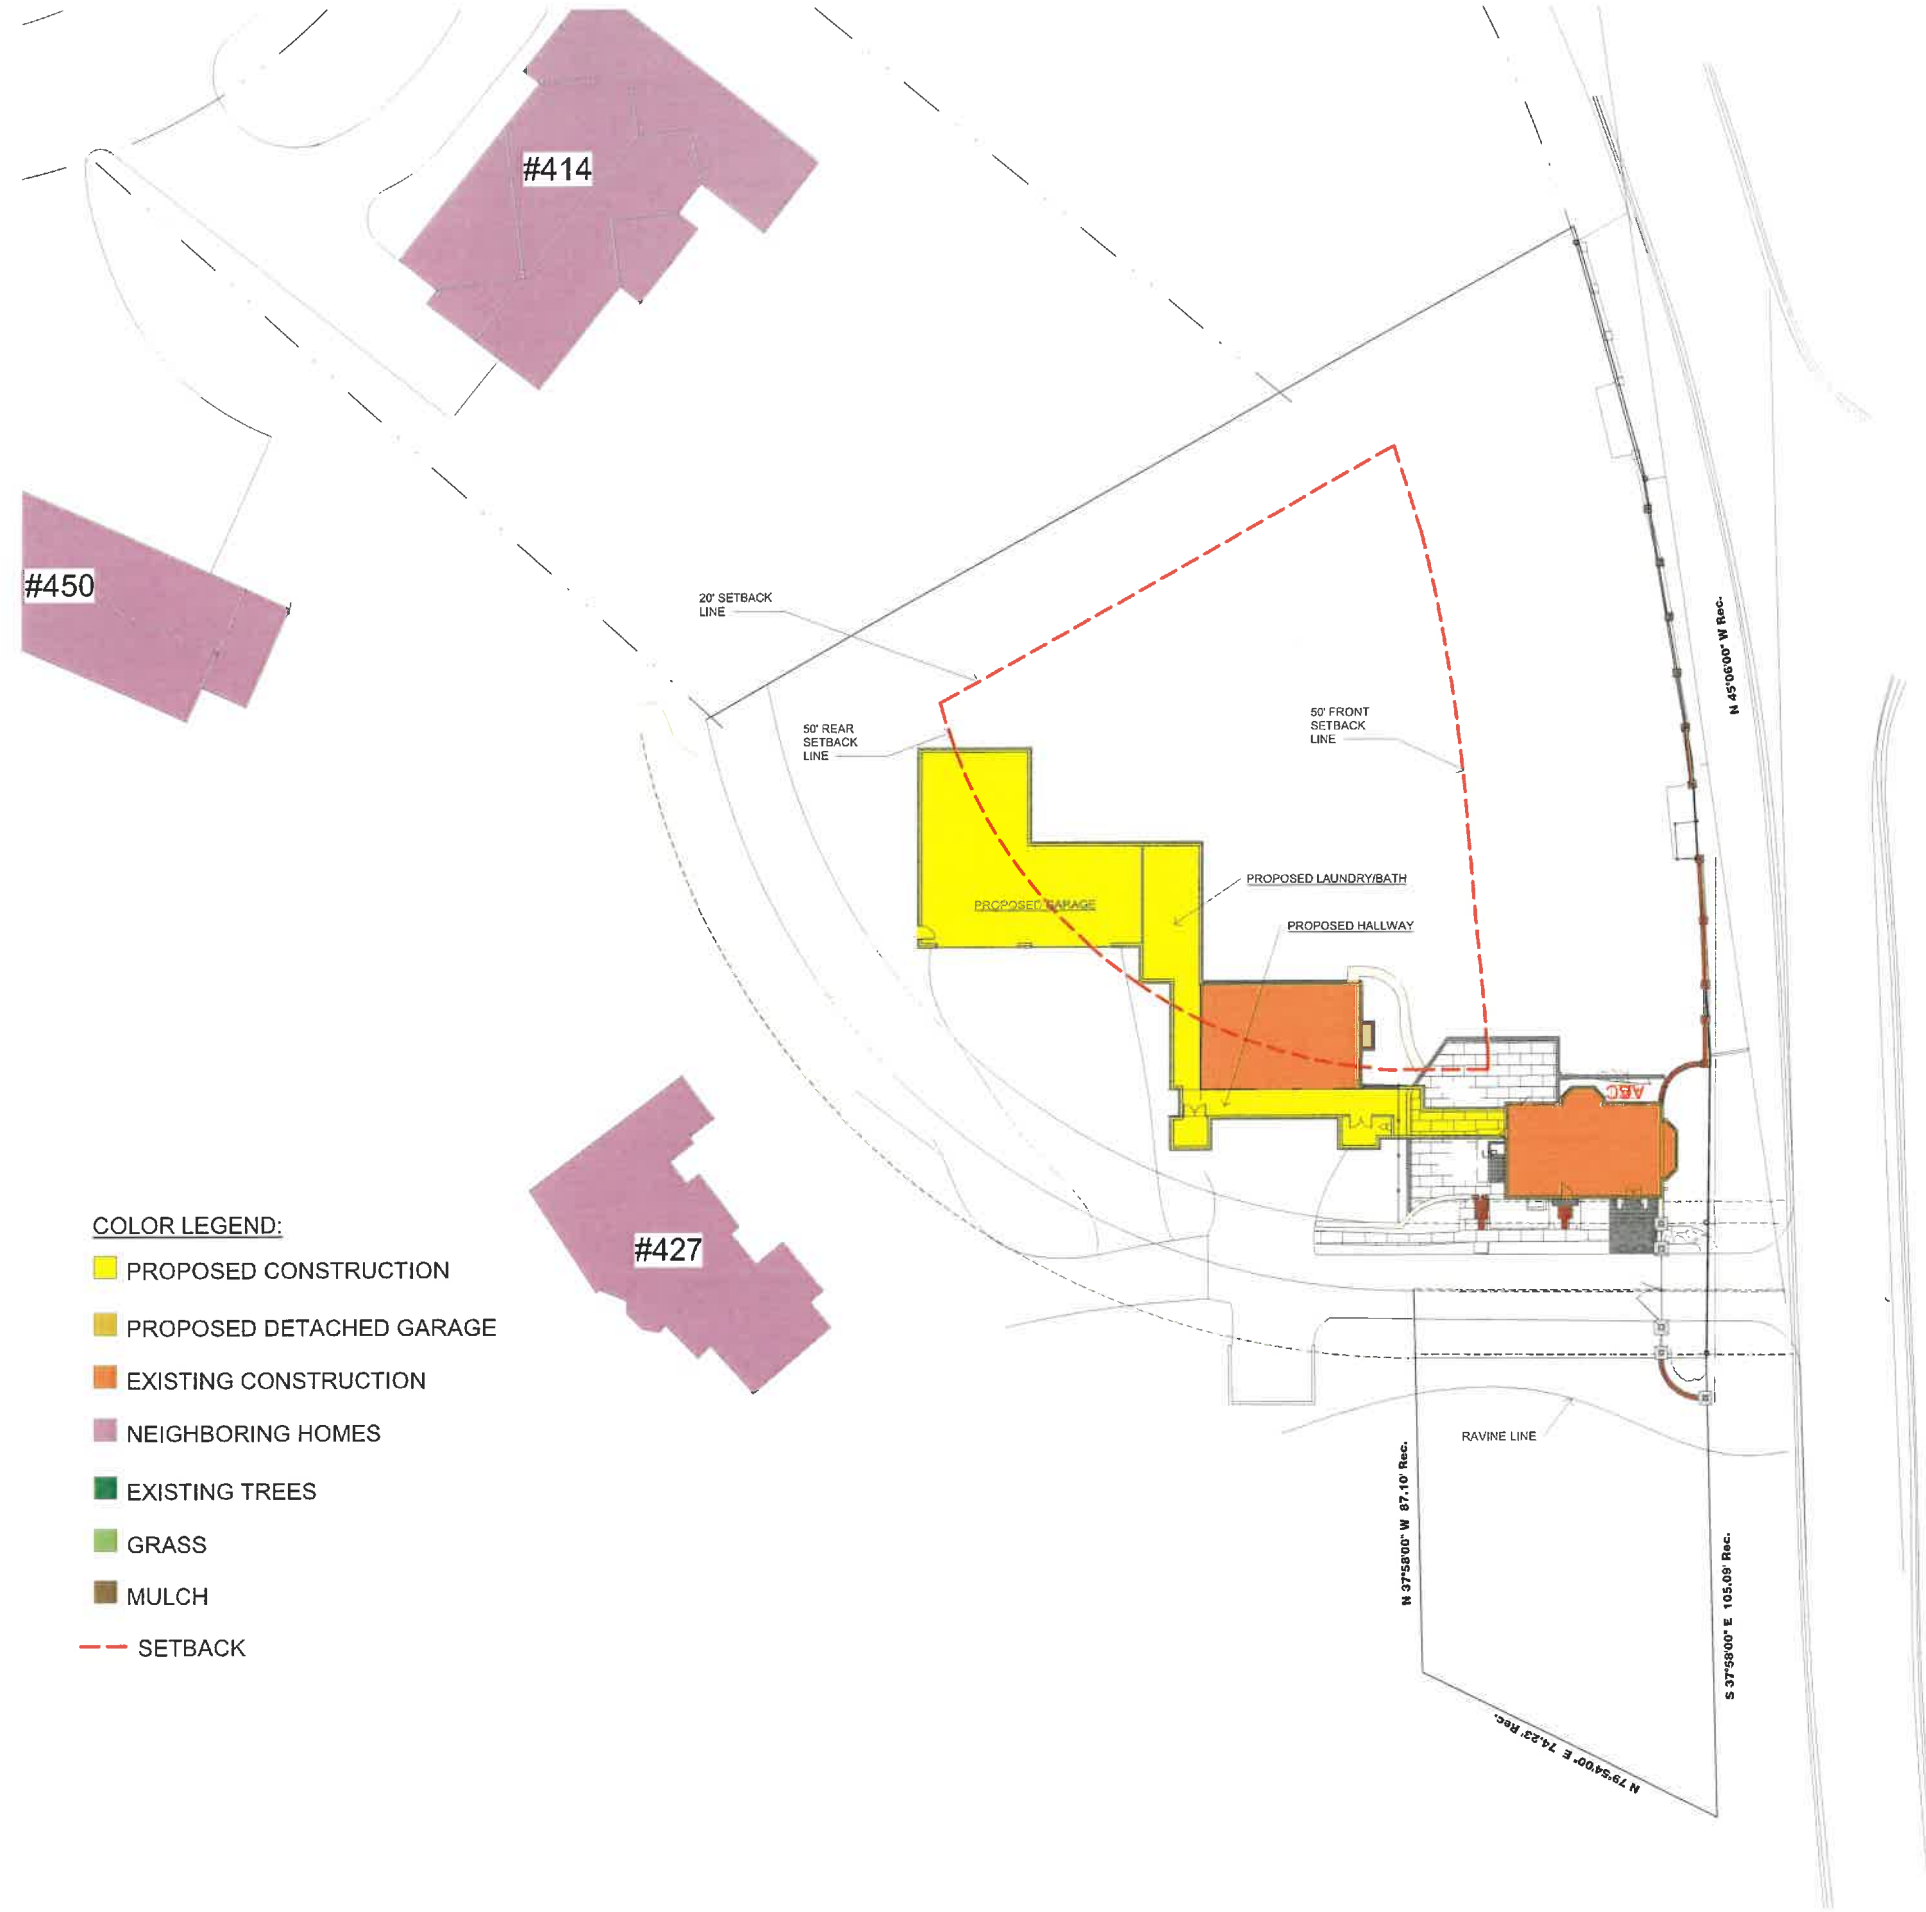 #414
#450
20' SETBACK
LINE
50' REAR
SETBACK
LINE
50' FRONT
SETBACK
LINE
N 45°06'00" W Rec.
PROPOSED LAUNDRY/BATH
PROPOSED GARAGE
PROPOSED HALLWAY
ABC
#427
COLOR LEGEND:
PROPOSED CONSTRUCTION
PROPOSED DETACHED GARAGE
EXISTING CONSTRUCTION
NEIGHBORING HOMES
EXISTING TREES
GRASS
MULCH
SETBACK
RAVINE LINE
N 37°58'00" W 87.10' Rec.
S 37°58'00" E 105.09' Rec.
N 79°54'00" E 74.23' Rec.